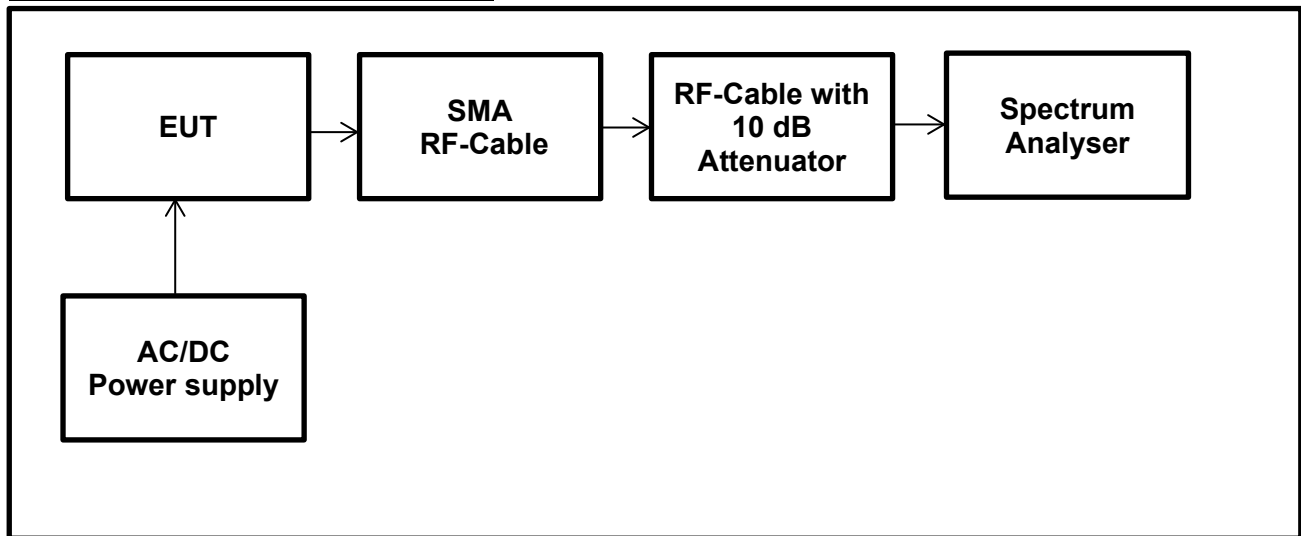 EUT
SMA
RF-Cable
RF-Cable with
10 dB
Attenuator
Spectrum
Analyser
AC/DC
Power supply